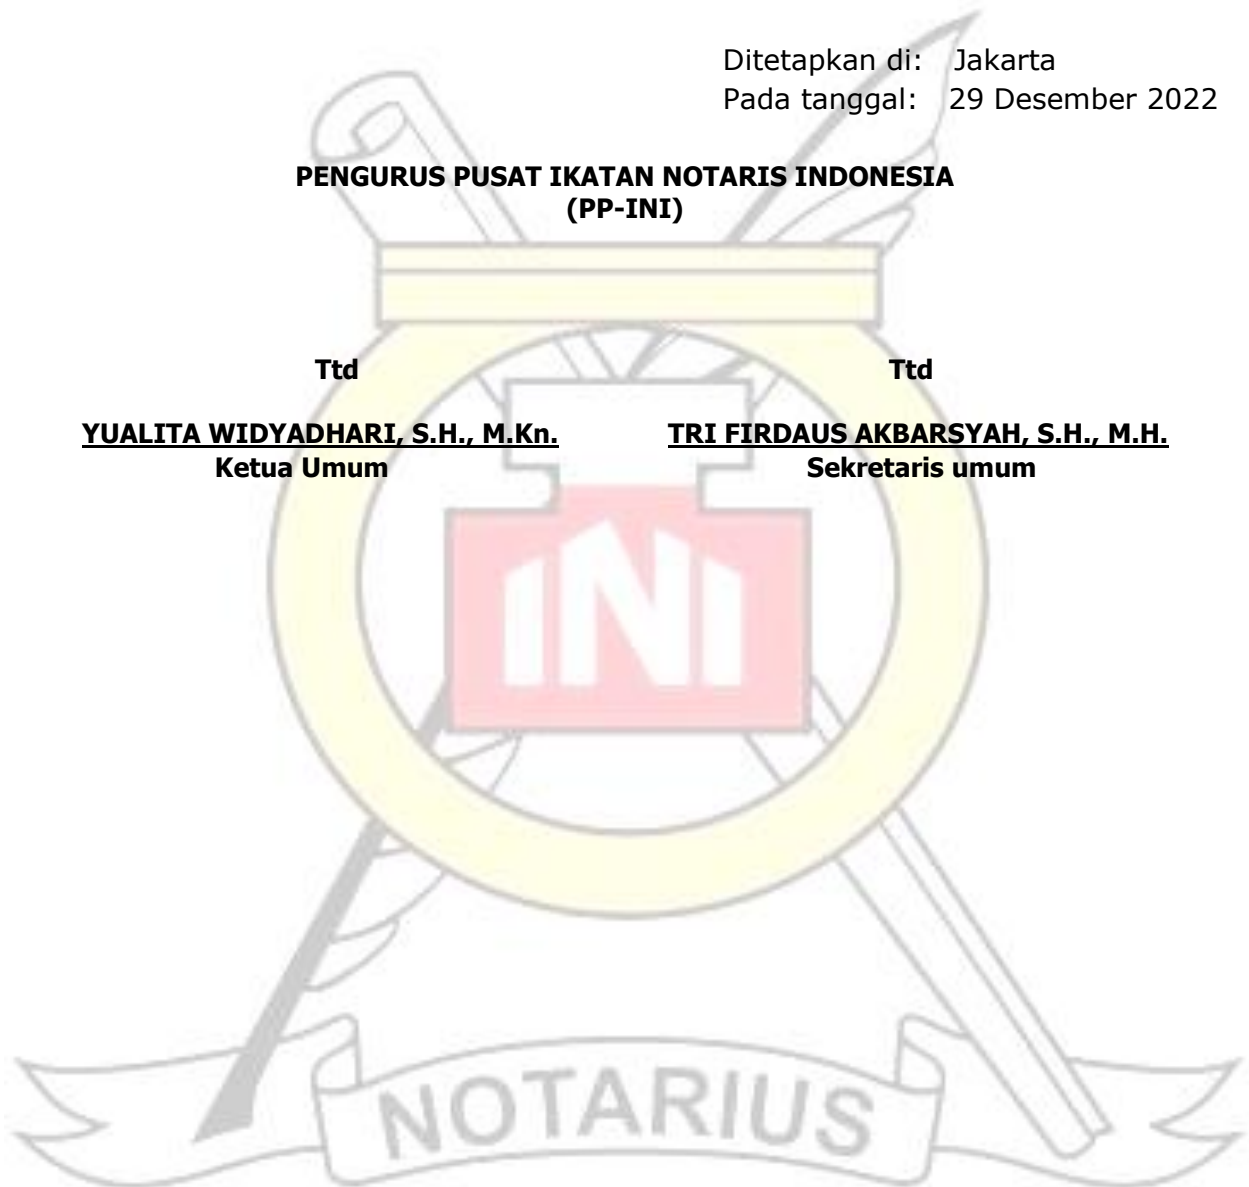 Ditetapkan di: Jakarta
Pada tanggal: 29 Desember 2022
PENGURUS PUSAT IKATAN NOTARIS INDONESIA
(PP-INI)
Ttd Ttd
YUALITA WIDYADHARI, S.H., M.Kn. TRI FIRDAUS AKBARSYAH, S.H., M.H.
Ketua Umum Sekretaris umum
INI
NOTARIUS